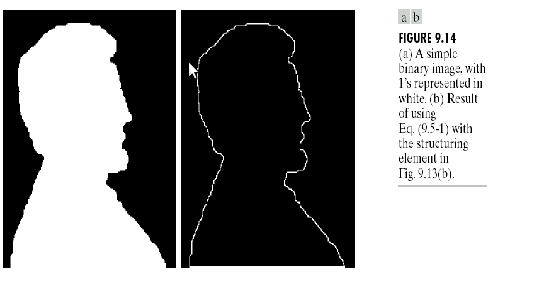 a b
FIGURE 9.14
(a) A simple
binary image, with
1's represented in
white. (b) Result
of using
Eq. (9.5-1) with
the structuring
element in
Fig. 9.13(b).